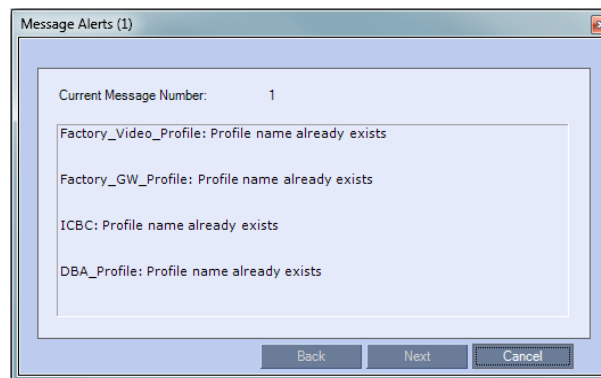 Message Alerts (1)
Current Message Number: 1
Factory_Video_Profile: Profile name already exists
Factory_GW_Profile: Profile name already exists
ICBC: Profile name already exists
DBA_Profile: Profile name already exists
Back Next Cancel